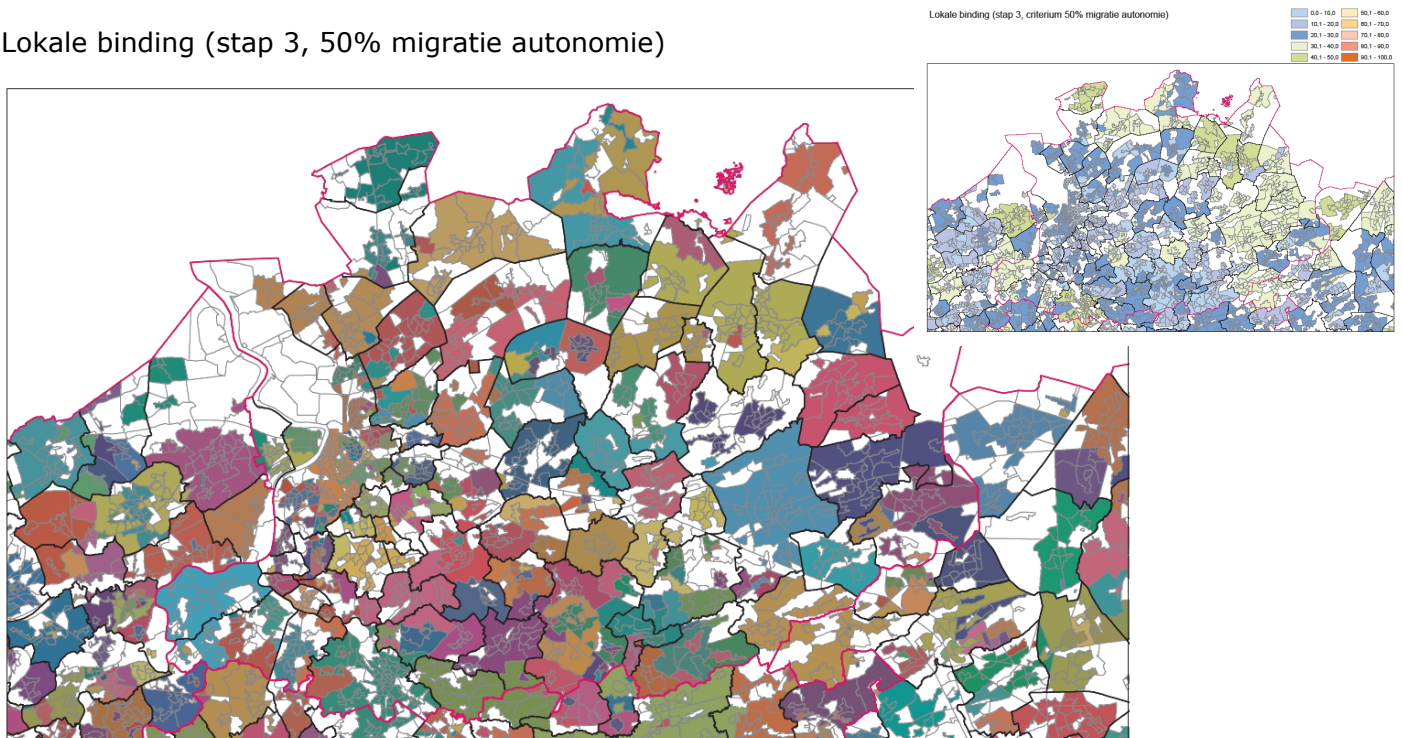 Lokale binding (stap 3, 50% migratie autonomie)
Lokale binding (stap 3, criterium 50% migratie autonomie)
0,0 - 10,0 50,1 - 60,0
10,1 - 20,0 60,1 - 70,0
20,1 - 30,0 70,1 - 80,0
30,1 - 40,0 80,1 - 90,0
40,1 - 50,0 90,1 - 100,0